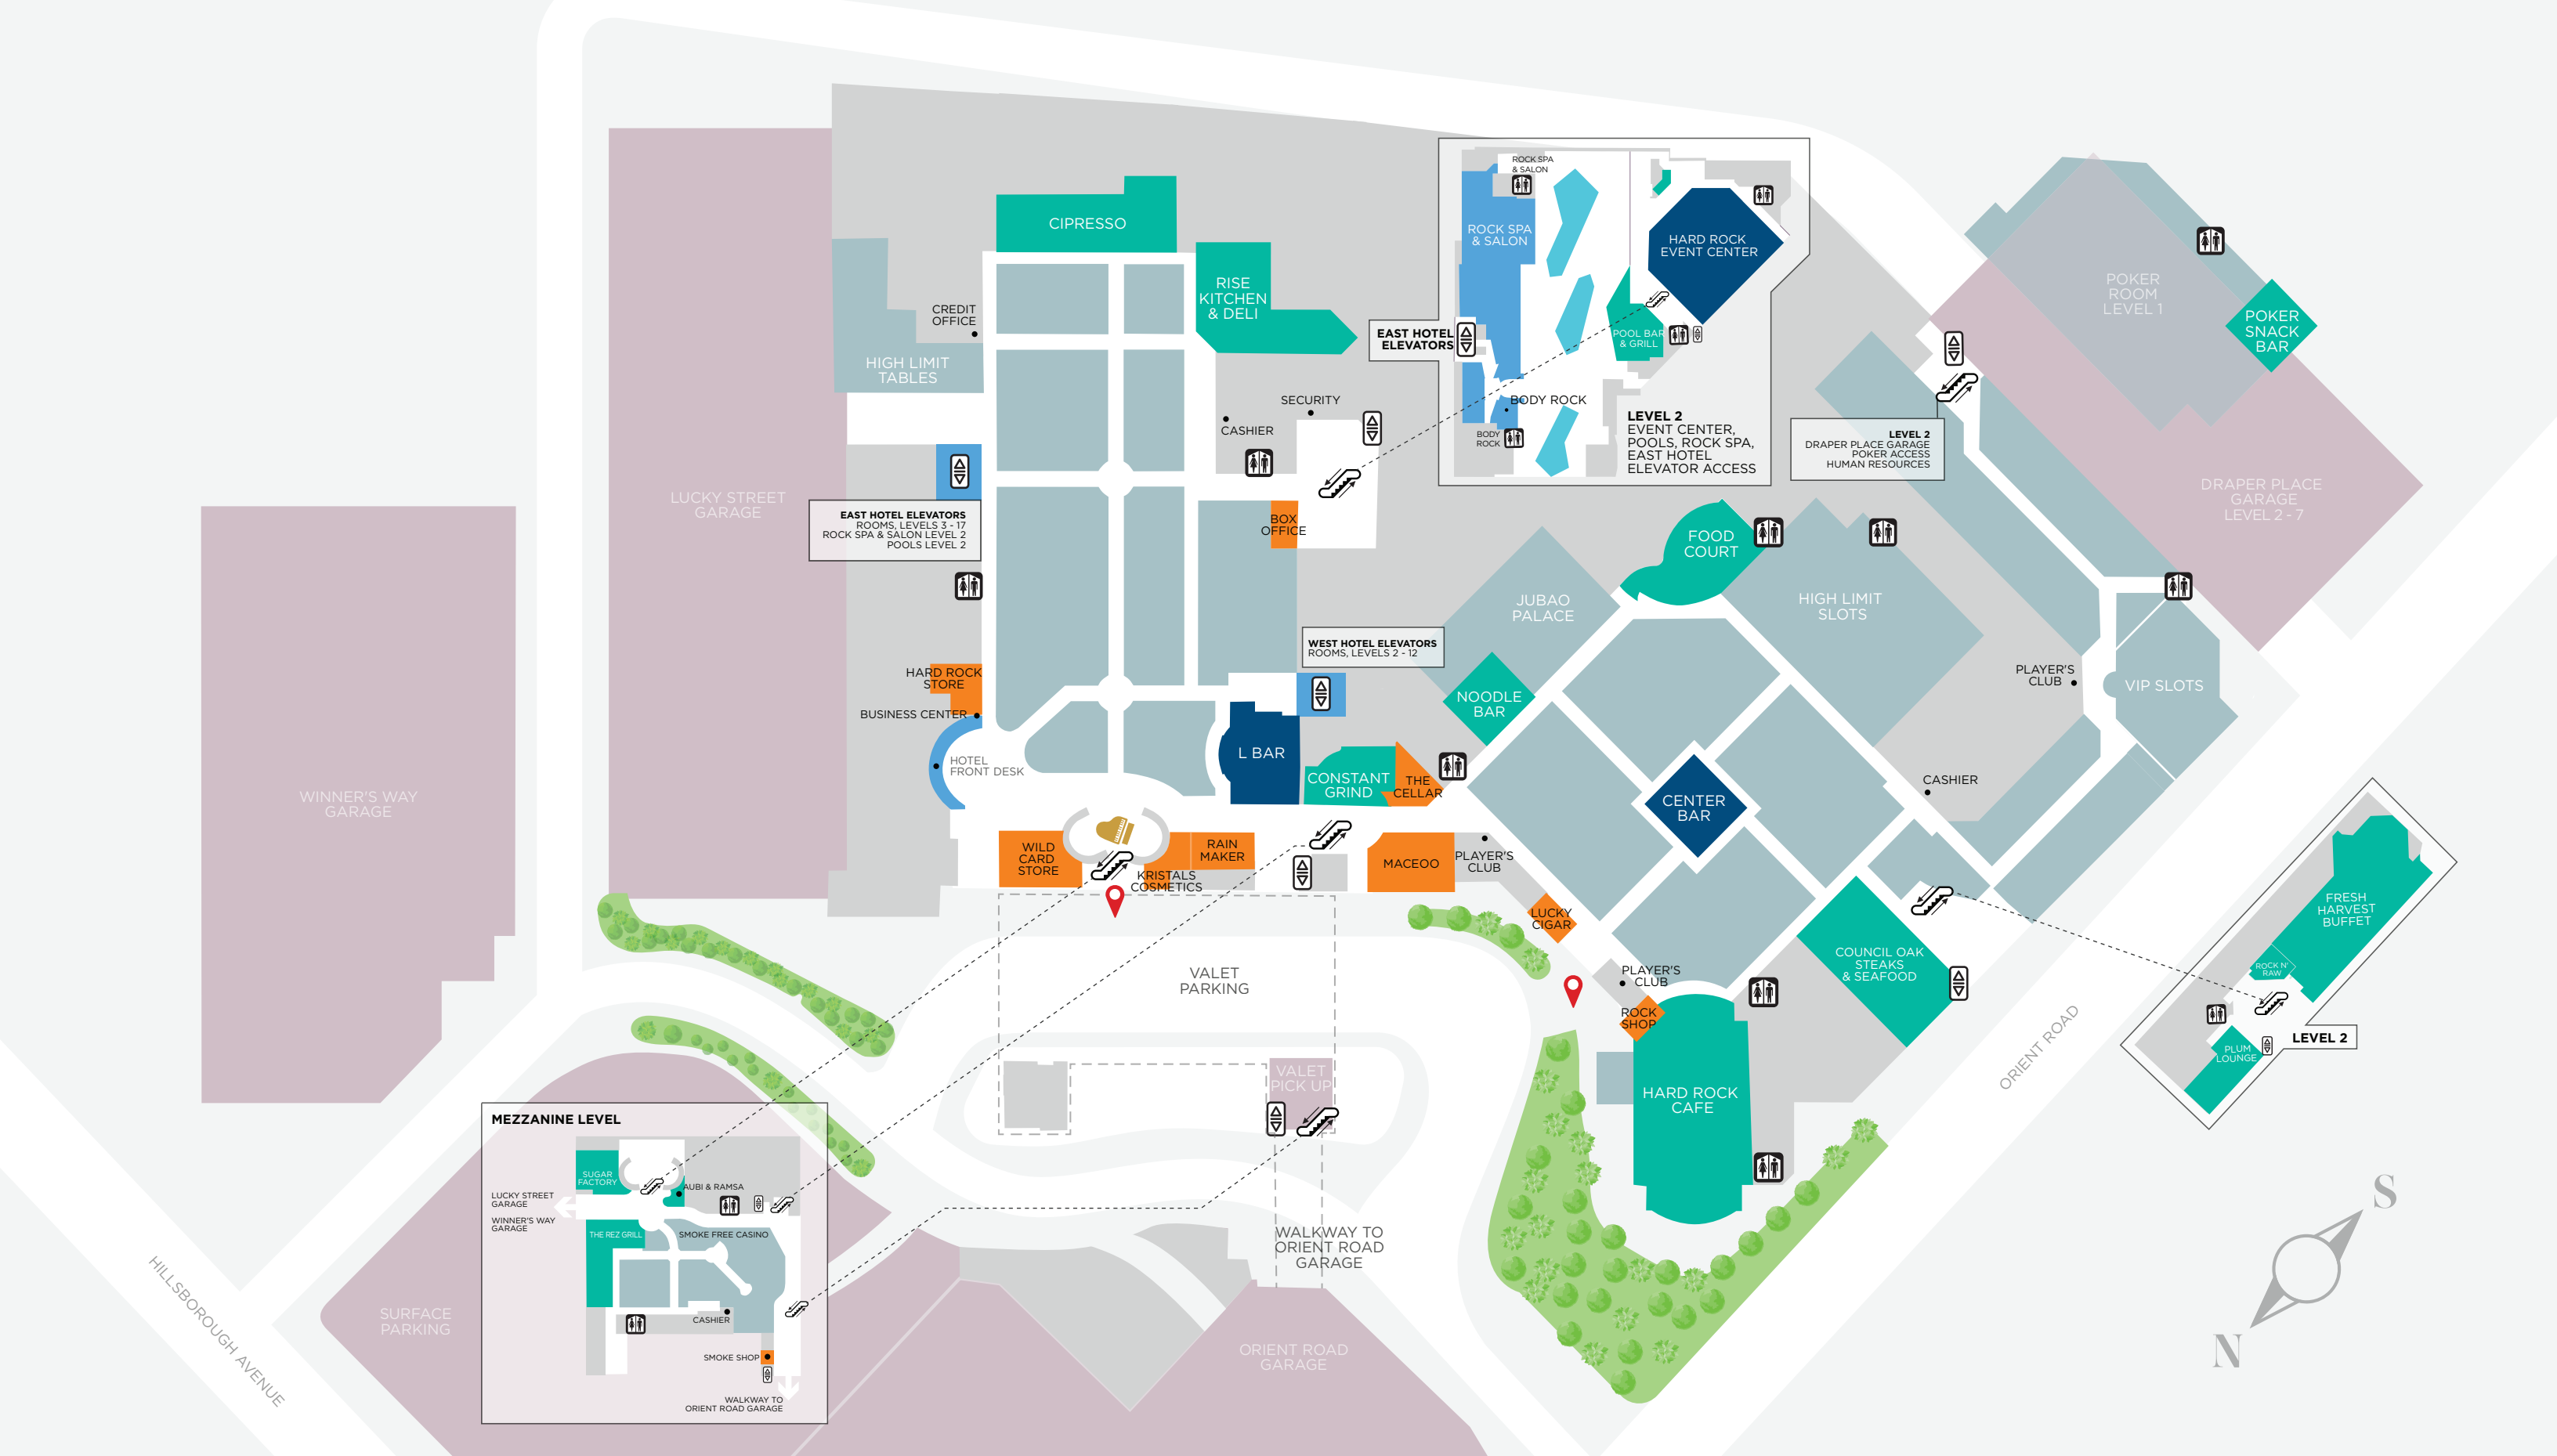 CIPRESSO
RISE
KITCHEN
& DELI
CREDIT
OFFICE
HIGH LIMIT
TABLES
LUCKY STREET
GARAGE
CASHIER
SECURITY
BOX
OFFICE
EAST HOTEL ELEVATORS
ROOMS, LEVELS 3 - 17
ROCK SPA & SALON LEVEL 2
POOLS LEVEL 2
HARD ROCK
STORE
BUSINESS CENTER
HOTEL
FRONT DESK
WINNER'S WAY
GARAGE
ROCK SPA
& SALON
ROCK SPA
& SALON
HARD ROCK
EVENT CENTER
EAST HOTEL
ELEVATORS
POOL BAR
& GRILL
BODY ROCK
BODY
ROCK
LEVEL 2
EVENT CENTER,
POOLS, ROCK SPA,
EAST HOTEL
ELEVATOR ACCESS
LEVEL 2
DRAPER PLACE GARAGE
POKER ACCESS
HUMAN RESOURCES
POKER
ROOM
LEVEL 1
POKER
SNACK
BAR
DRAPER PLACE
GARAGE
LEVEL 2 - 7
FOOD
COURT
JUBAO
PALACE
HIGH LIMIT
SLOTS
WEST HOTEL ELEVATORS
ROOMS, LEVELS 2 - 12
NOODLE
BAR
PLAYER'S
CLUB
VIP SLOTS
L BAR
CONSTANT
GRIND
THE
CELLAR
CENTER
BAR
CASHIER
WILD
CARD
STORE
RAIN
MAKER
KRISTALS
COSMETICS
MACEOO
PLAYER'S
CLUB
LUCKY
CIGAR
PLAYER'S
CLUB
ROCK
SHOP
COUNCIL OAK
STEAKS
& SEAFOOD
HARD ROCK
CAFE
FRESH
HARVEST
BUFFET
ROCK N'
RAW
PLUM
LOUNGE
LEVEL 2
ORIENT ROAD
VALET
PARKING
VALET
PICK UP
WALKWAY TO
ORIENT ROAD
GARAGE
ORIENT ROAD
GARAGE
MEZZANINE LEVEL
SUGAR
FACTORY
AUBI & RAMSA
LUCKY STREET
GARAGE
WINNER'S WAY
GARAGE
THE REZ GRILL
SMOKE FREE CASINO
CASHIER
SMOKE SHOP
WALKWAY TO
ORIENT ROAD GARAGE
SURFACE
PARKING
HILLSBOROUGH AVENUE
S
N